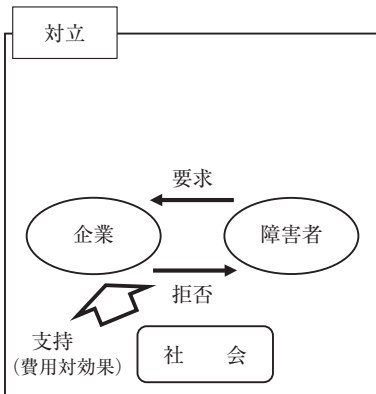 対立
要求
企業
障害者
拒否
支持
(費用対効果)
社　会